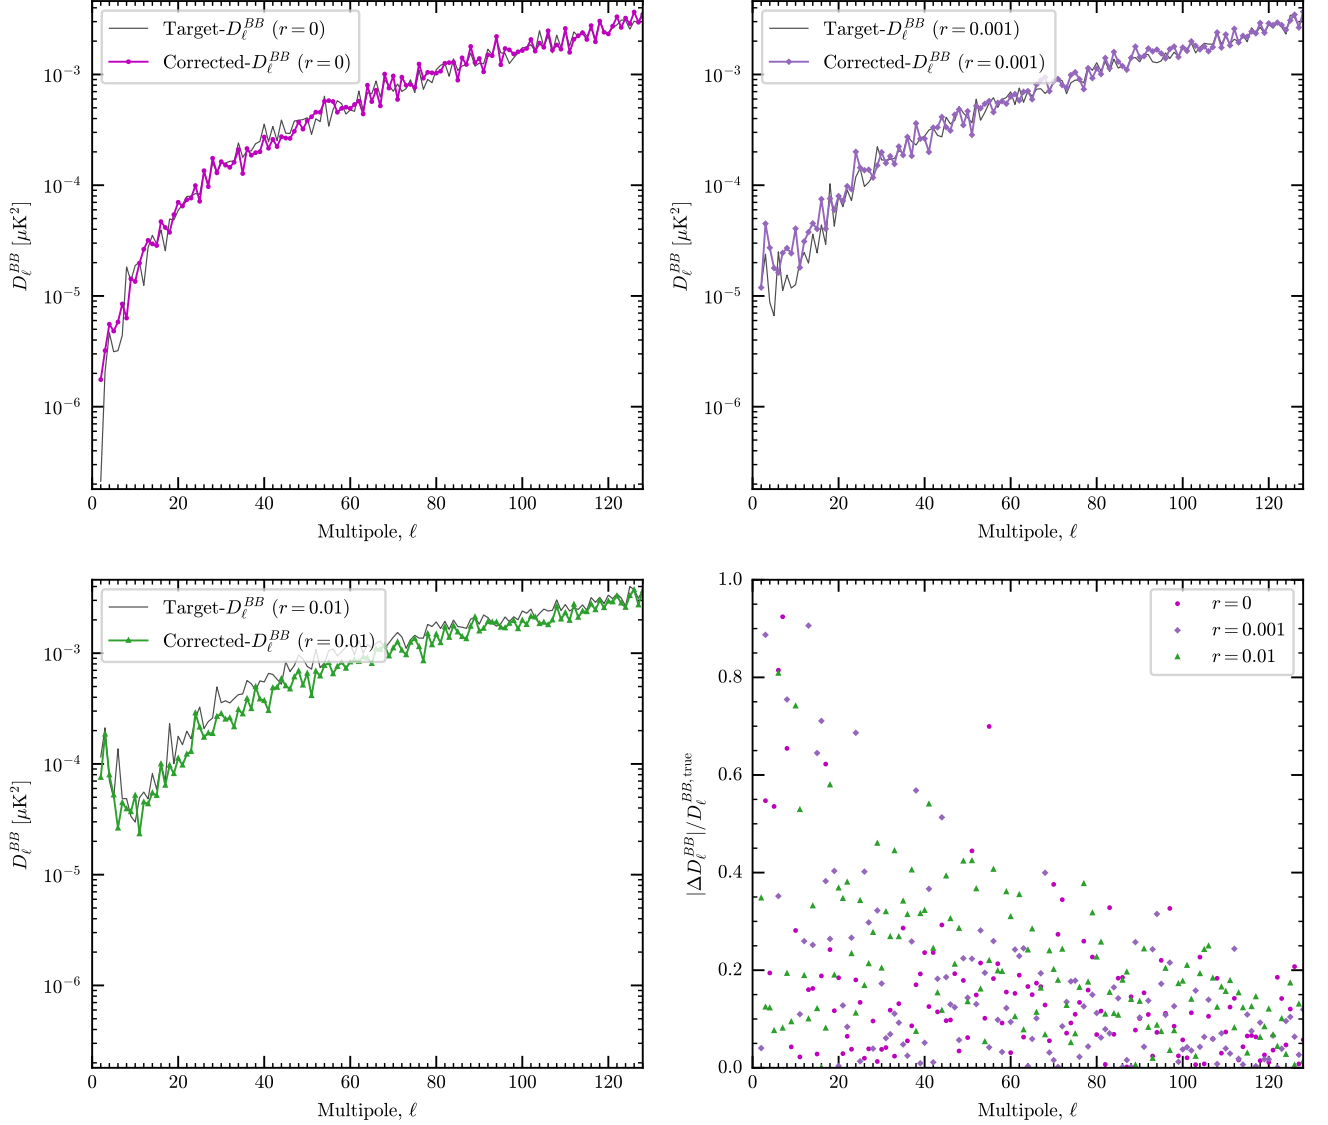 Target-$D_\ell^{BB}$ ($r = 0$)
Corrected-$D_\ell^{BB}$ ($r = 0$)
$10^{-3}$
$10^{-4}$
$10^{-5}$
$10^{-6}$
$D_\ell^{BB}$ [$\mu$K$^2$]
0 20 40 60 80 100 120
Multipole, $\ell$
Target-$D_\ell^{BB}$ ($r = 0.001$)
Corrected-$D_\ell^{BB}$ ($r = 0.001$)
$10^{-3}$
$10^{-4}$
$10^{-5}$
$10^{-6}$
$D_\ell^{BB}$ [$\mu$K$^2$]
0 20 40 60 80 100 120
Multipole, $\ell$
Target-$D_\ell^{BB}$ ($r = 0.01$)
Corrected-$D_\ell^{BB}$ ($r = 0.01$)
$10^{-3}$
$10^{-4}$
$10^{-5}$
$10^{-6}$
$D_\ell^{BB}$ [$\mu$K$^2$]
0 20 40 60 80 100 120
Multipole, $\ell$
$r = 0$
$r = 0.001$
$r = 0.01$
1.0
0.8
0.6
0.4
0.2
0.0
$|\Delta D_\ell^{BB}|/D_\ell^{BB,\mathrm{true}}$
0 20 40 60 80 100 120
Multipole, $\ell$